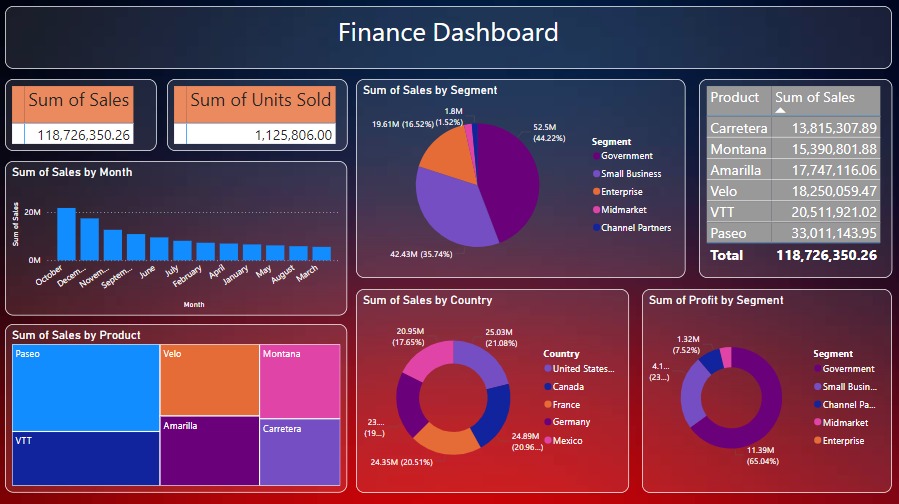 Finance Dashboard
Sum of Sales
118,726,350.26
Sum of Units Sold
1,125,806.00
Sum of Sales by Month
Sum of Sales
20M
0M
October
Decem...
Novem...
Septem...
June
July
February
April
January
May
August
March
Month
Sum of Sales by Product
Paseo
VTT
Velo
Amarilla
Montana
Carretera
Sum of Sales by Segment
1.8M
(1.52%)
19.61M (16.52%)
52.5M
(44.22%)
42.43M (35.74%)
Segment
Government
Small Business
Enterprise
Midmarket
Channel Partners
Product Sum of Sales
Carretera 13,815,307.89
Montana 15,390,801.88
Amarilla 17,747,116.06
Velo 18,250,059.47
VTT 20,511,921.02
Paseo 33,011,143.95
Total 118,726,350.26
Sum of Sales by Country
20.95M
(17.65%)
25.03M
(21.08%)
23....
(19...)
24.89M
(20.96...)
24.35M (20.51%)
Country
United States...
Canada
France
Germany
Mexico
Sum of Profit by Segment
1.32M
(7.52%)
4.1...
(23...)
11.39M
(65.04%)
Segment
Government
Small Busin...
Channel Pa...
Midmarket
Enterprise